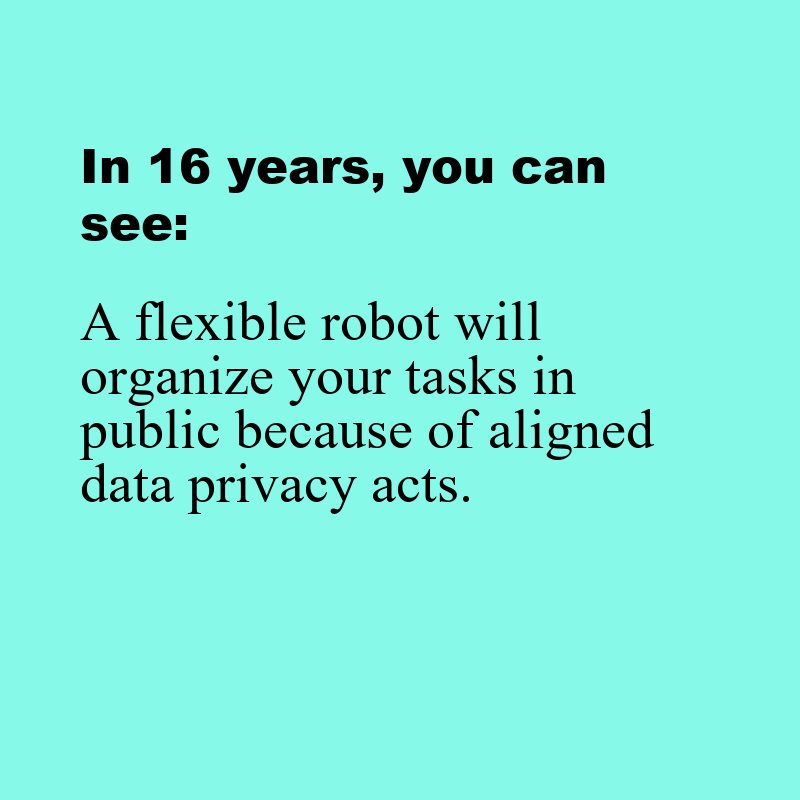 In 16 years, you can
see:
A flexible robot will
organize your tasks in
public because of aligned
data privacy acts.